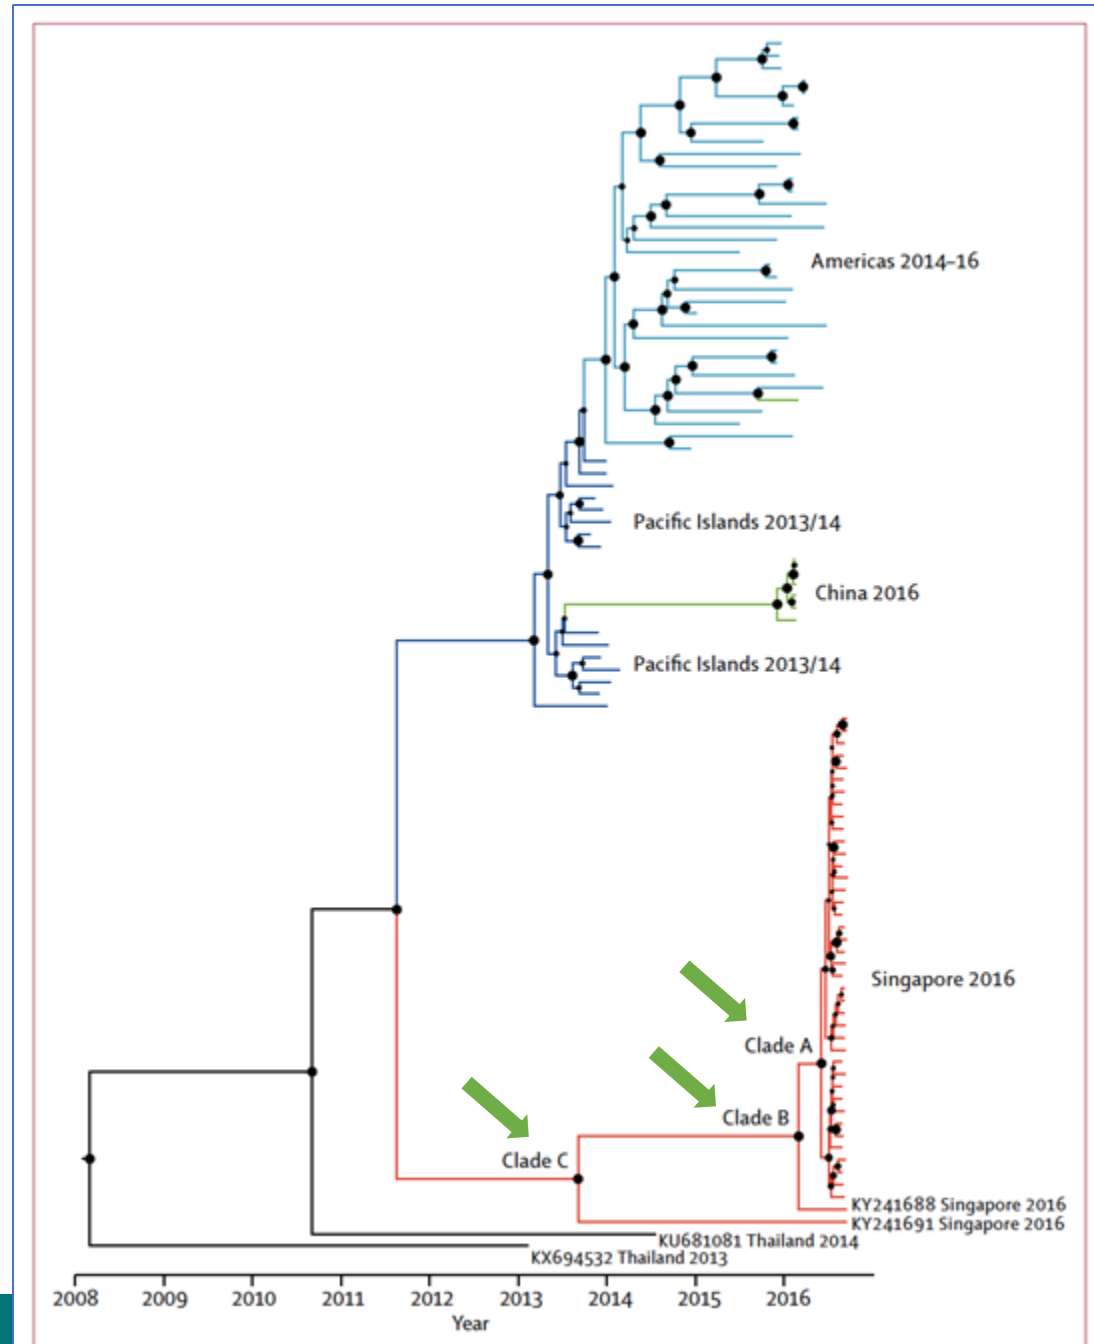 Americas 2014–16
Pacific Islands 2013/14
China 2016
Pacific Islands 2013/14
Singapore 2016
Clade A
Clade B
Clade C
KY241688 Singapore 2016
KY241691 Singapore 2016
KU681081 Thailand 2014
KX694532 Thailand 2013
2008 2009 2010 2011 2012 2013 2014 2015 2016
Year